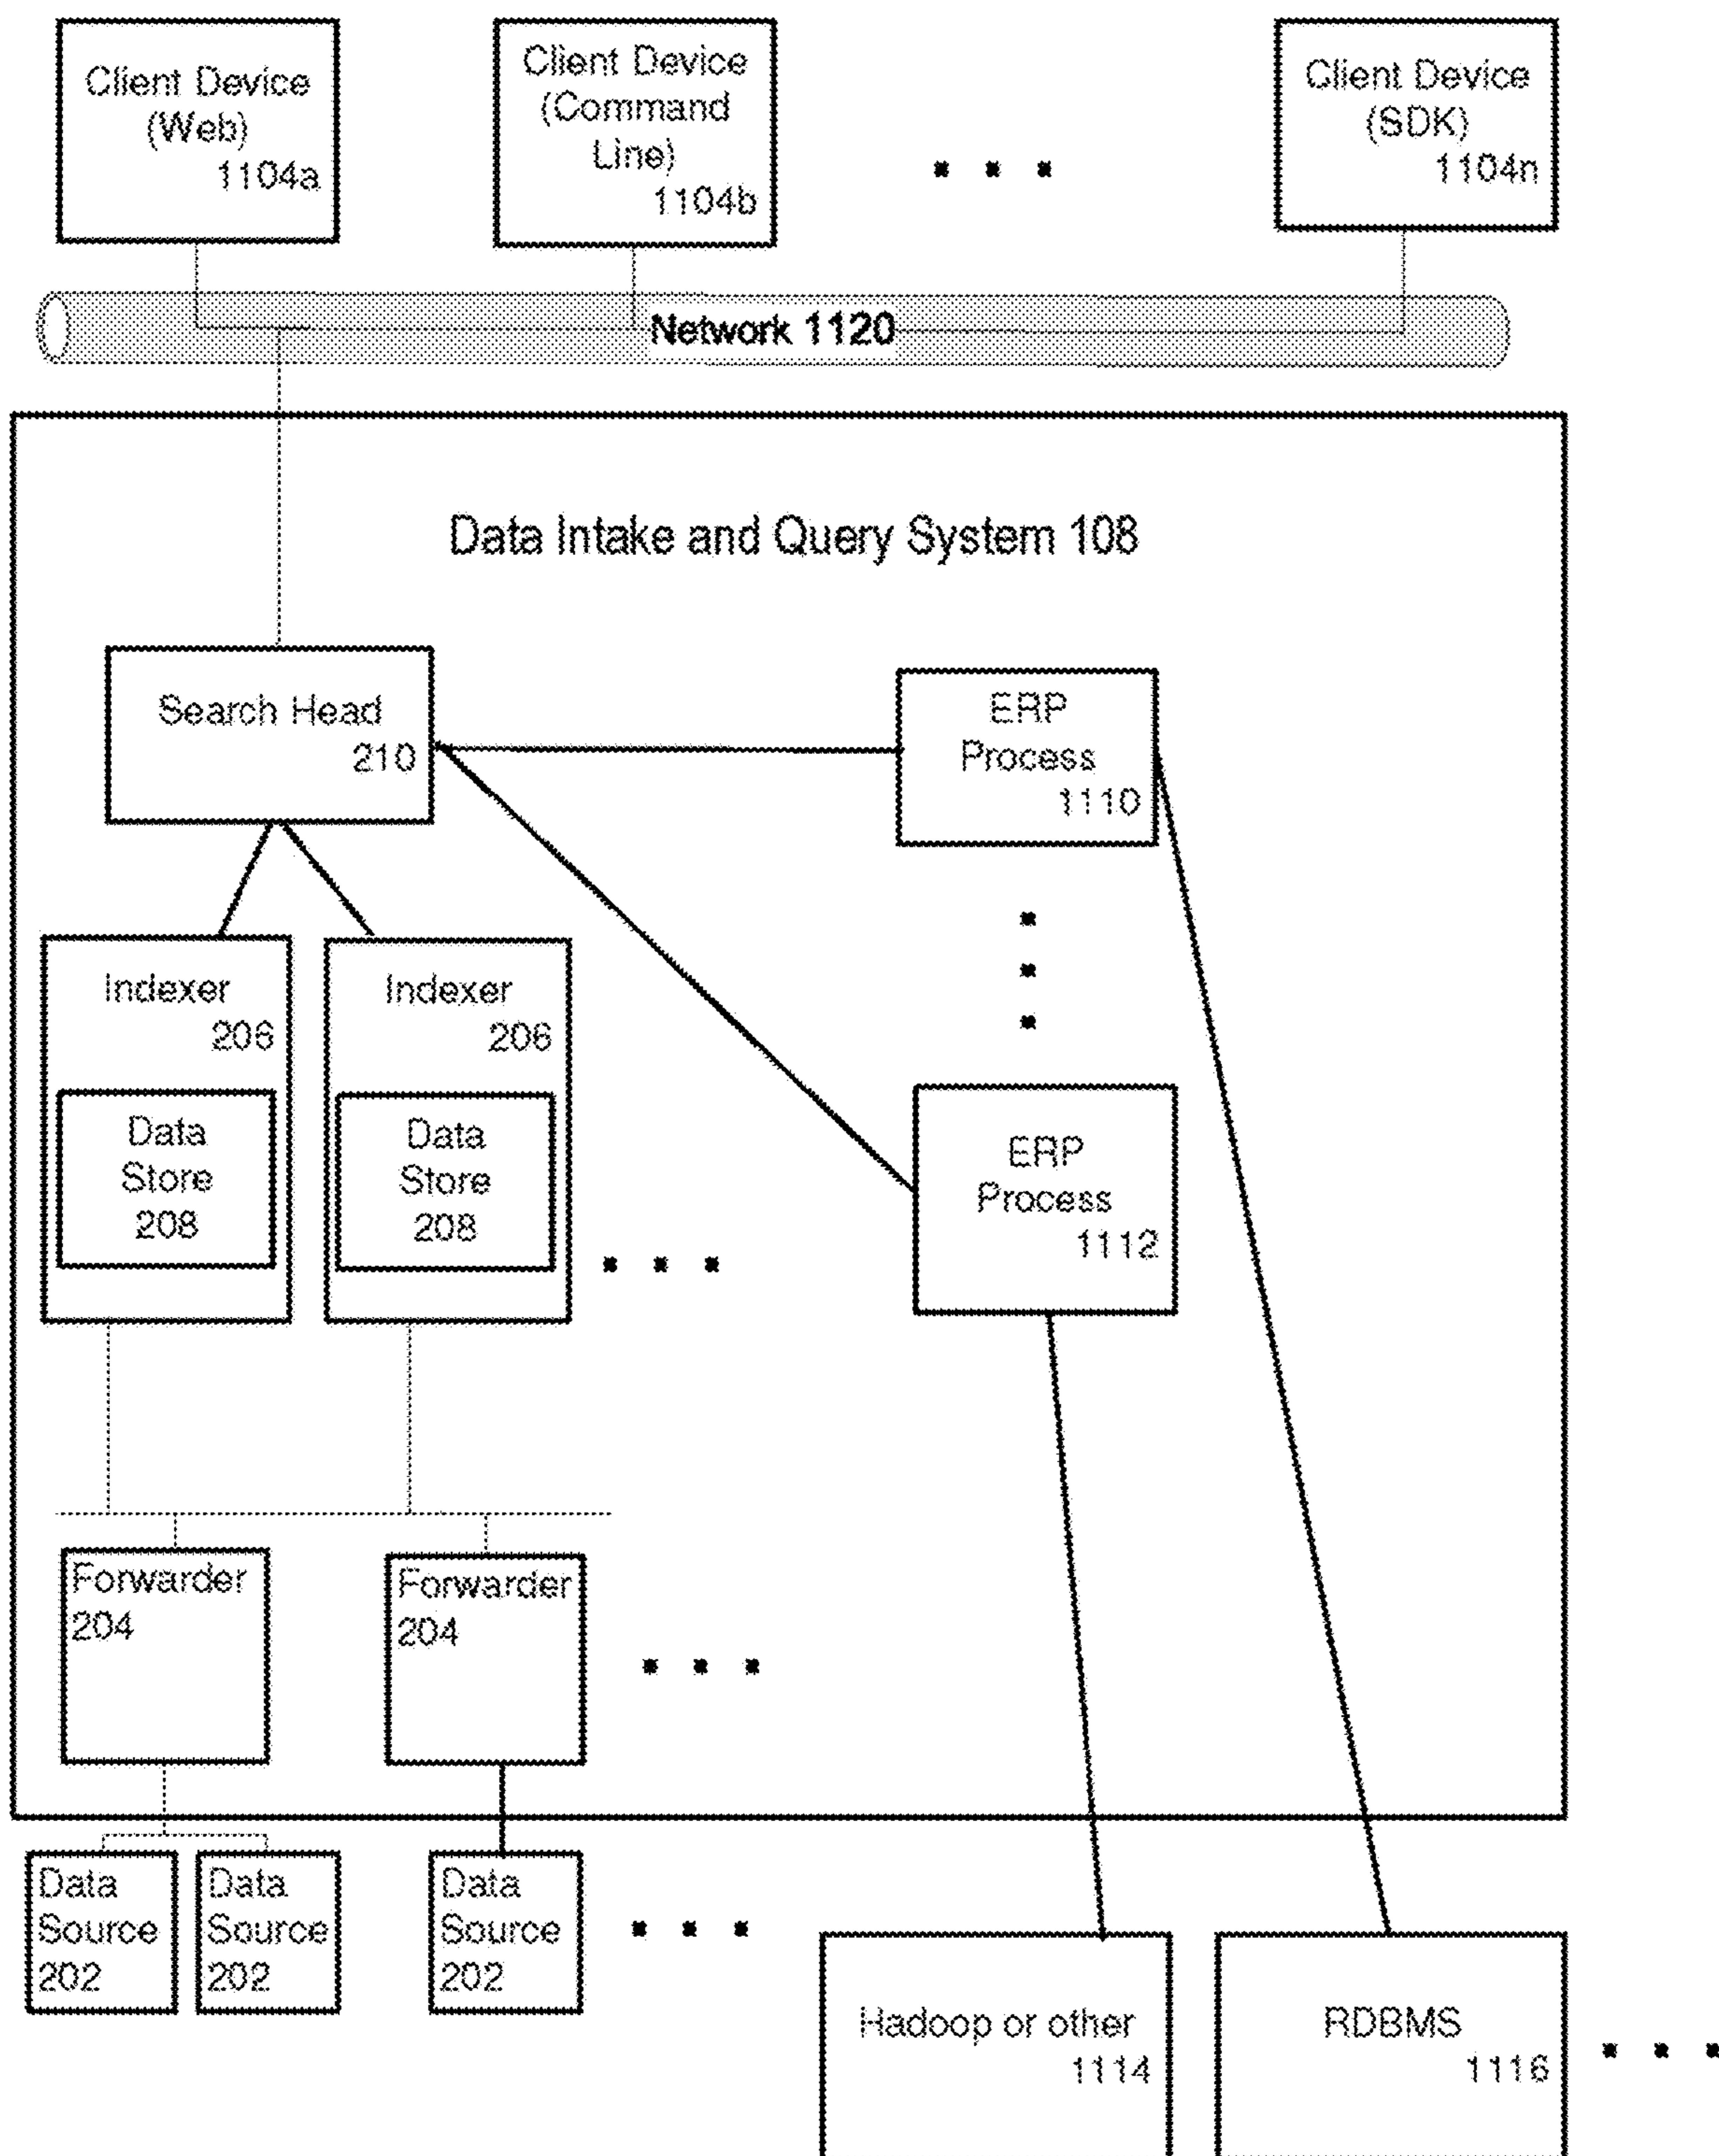 Client Device
(Web)
1104a
Client Device
(Command
Line)
1104b
Client Device
(SDK)
1104n
Network 1120
Data Intake and Query System 108
Search Head
210
ERP
Process
1110
Indexer
206
Data
Store
208
Indexer
206
Data
Store
208
ERP
Process
1112
Forwarder
204
Forwarder
204
Data
Source
202
Data
Source
202
Data
Source
202
Hadoop or other
1114
RDBMS
1116